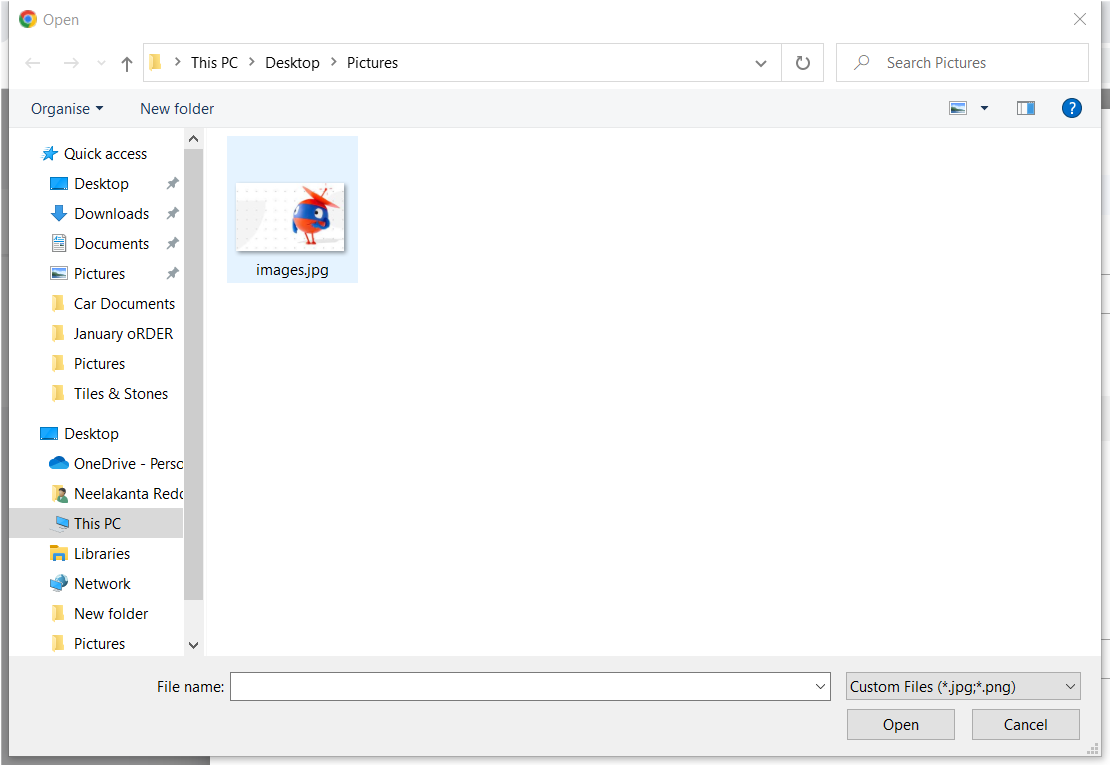 Open
This PC > Desktop > Pictures
Search Pictures
Organise
New folder
?
Quick access
Desktop
Downloads
Documents
Pictures
Car Documents
January oRDER
Pictures
Tiles & Stones
Desktop
OneDrive - Perso
Neelakanta Redd
This PC
Libraries
Network
New folder
Pictures
images.jpg
File name:
Custom Files (*.jpg;*.png)
Open
Cancel